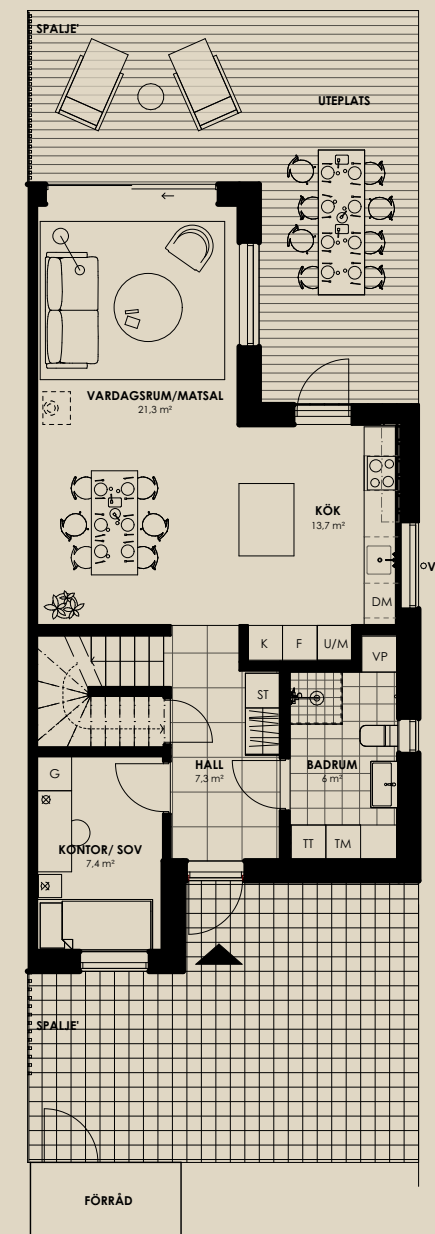 SPALJE'
UTEPLATS
VARDAGSRUM/MATSAL
21,3 m²
KÖK
13,7 m²
V
DM
K F U/M
VP
ST
HALL
7,3 m²
BADRUM
6 m²
G
KONTOR/ SOV
7,4 m²
TT TM
SPALJE'
FÖRRÅD